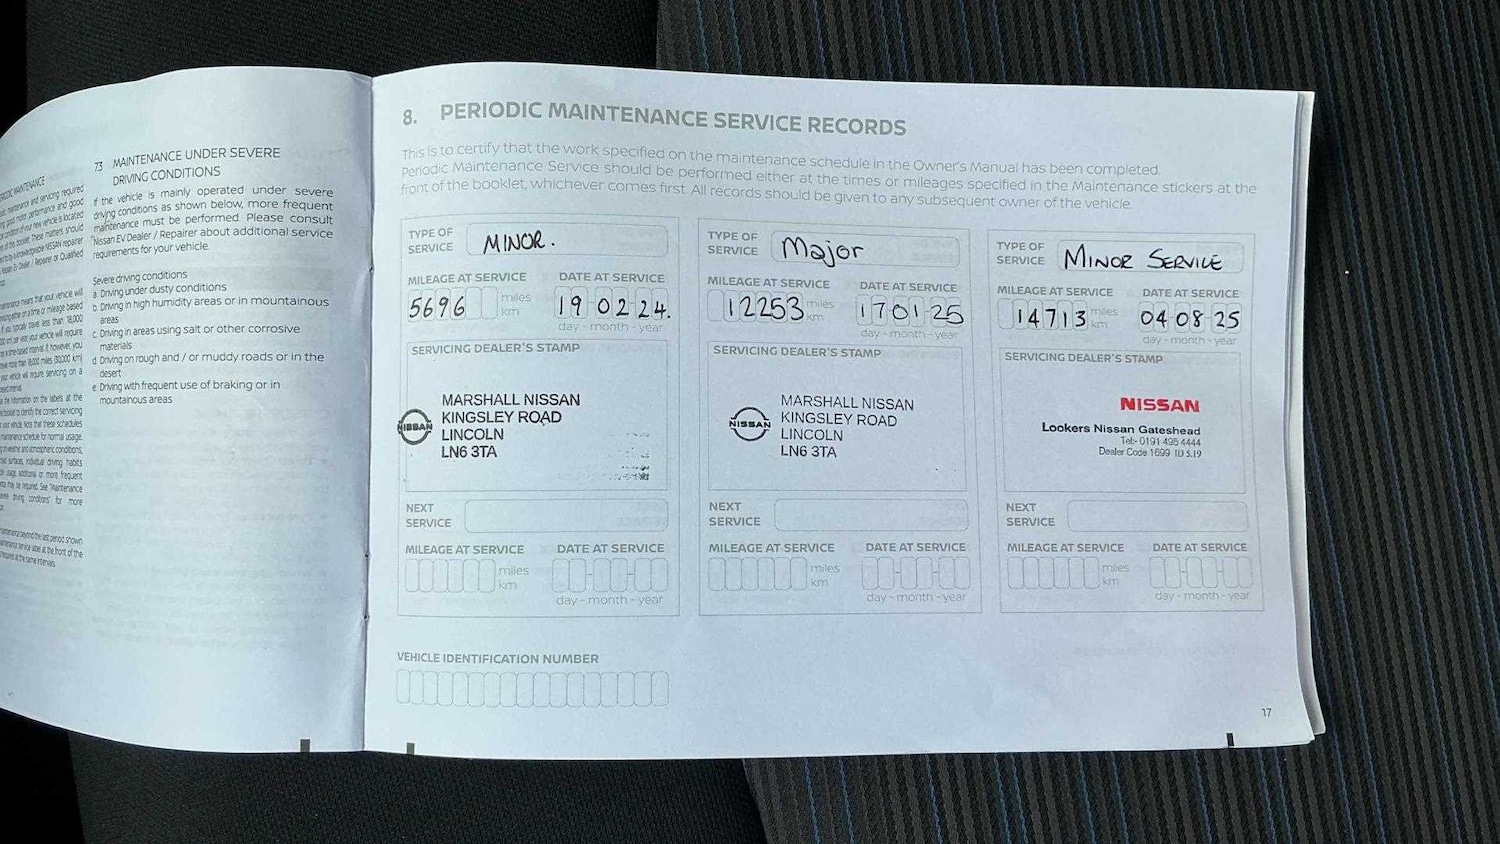 7.3 MAINTENANCE UNDER SEVERE
DRIVING CONDITIONS
If the vehicle is mainly operated under severe
driving conditions as shown below, more frequent
maintenance must be performed. Please consult
Nissan EV Dealer / Repairer about additional service
requirements for your vehicle.
Severe driving conditions
a. Driving under dusty conditions
b. Driving in high humidity areas or in mountainous
areas
c. Driving in areas using salt or other corrosive
materials
d. Driving on rough and / or muddy roads or in the
desert
e. Driving with frequent use of braking or in
mountainous areas
8. PERIODIC MAINTENANCE SERVICE RECORDS
This is to certify that the work specified on the maintenance schedule in the Owner's Manual has been completed.
Periodic Maintenance Service should be performed either at the times or mileages specified in the Maintenance stickers at the
front of the booklet, whichever comes first. All records should be given to any subsequent owner of the vehicle.
TYPE OF
SERVICE
MINOR.
MILEAGE AT SERVICE DATE AT SERVICE
5696 miles
km
19 02 24.
day - month - year
SERVICING DEALER'S STAMP
NISSAN
MARSHALL NISSAN
KINGSLEY ROAD
LINCOLN
LN6 3TA
NEXT
SERVICE
MILEAGE AT SERVICE DATE AT SERVICE
miles
km
day - month - year
TYPE OF
SERVICE
Major
MILEAGE AT SERVICE DATE AT SERVICE
12253 miles
km
17 01 - 25
day - month - year
SERVICING DEALER'S STAMP
NISSAN
MARSHALL NISSAN
KINGSLEY ROAD
LINCOLN
LN6 3TA
NEXT
SERVICE
MILEAGE AT SERVICE DATE AT SERVICE
miles
km
day - month - year
TYPE OF
SERVICE
MINOR SERVICE
MILEAGE AT SERVICE DATE AT SERVICE
14713 miles
km
04 08 25
day - month - year
SERVICING DEALER'S STAMP
NISSAN
Lookers Nissan Gateshead
Tel:- 0191 495 4444
Dealer Code 1699 ID 5.19
NEXT
SERVICE
MILEAGE AT SERVICE DATE AT SERVICE
miles
km
day - month - year
VEHICLE IDENTIFICATION NUMBER
17